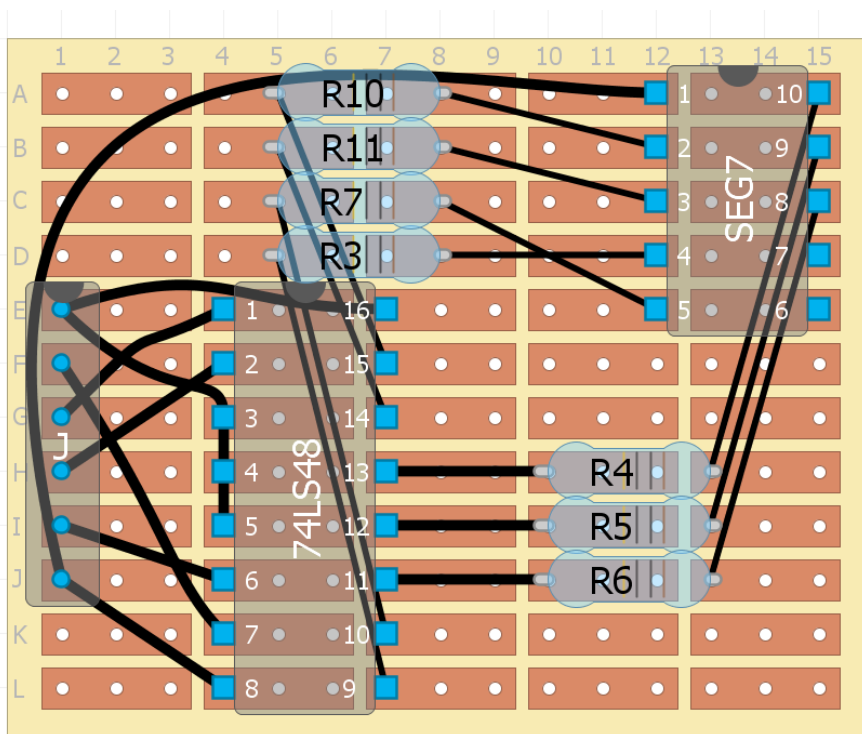 1 2 3 4 5 6 7 8 9 10 11 12 13 14 15
A R10 1 10
B R11 2 9
C R7 3 8
D R3 4 7
SEG7
E 1 16 5 6
F 2 15
G 3 14
J
H 4 13 R4
74LS48
I 5 12 R5
J 6 11 R6
K 7 10
L 8 9